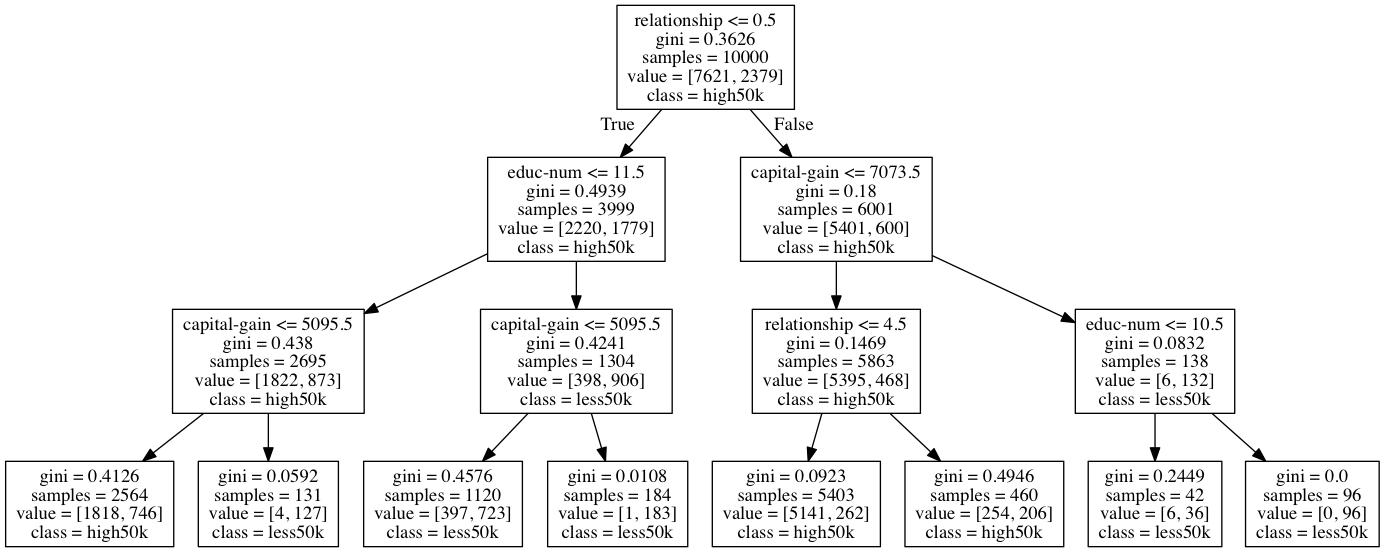 relationship <= 0.5
gini = 0.3626
samples = 10000
value = [7621, 2379]
class = high50k
True
False
educ-num <= 11.5
gini = 0.4939
samples = 3999
value = [2220, 1779]
class = high50k
capital-gain <= 7073.5
gini = 0.18
samples = 6001
value = [5401, 600]
class = high50k
capital-gain <= 5095.5
gini = 0.438
samples = 2695
value = [1822, 873]
class = high50k
capital-gain <= 5095.5
gini = 0.4241
samples = 1304
value = [398, 906]
class = less50k
relationship <= 4.5
gini = 0.1469
samples = 5863
value = [5395, 468]
class = high50k
educ-num <= 10.5
gini = 0.0832
samples = 138
value = [6, 132]
class = less50k
gini = 0.4126
samples = 2564
value = [1818, 746]
class = high50k
gini = 0.0592
samples = 131
value = [4, 127]
class = less50k
gini = 0.4576
samples = 1120
value = [397, 723]
class = less50k
gini = 0.0108
samples = 184
value = [1, 183]
class = less50k
gini = 0.0923
samples = 5403
value = [5141, 262]
class = high50k
gini = 0.4946
samples = 460
value = [254, 206]
class = high50k
gini = 0.2449
samples = 42
value = [6, 36]
class = less50k
gini = 0.0
samples = 96
value = [0, 96]
class = less50k